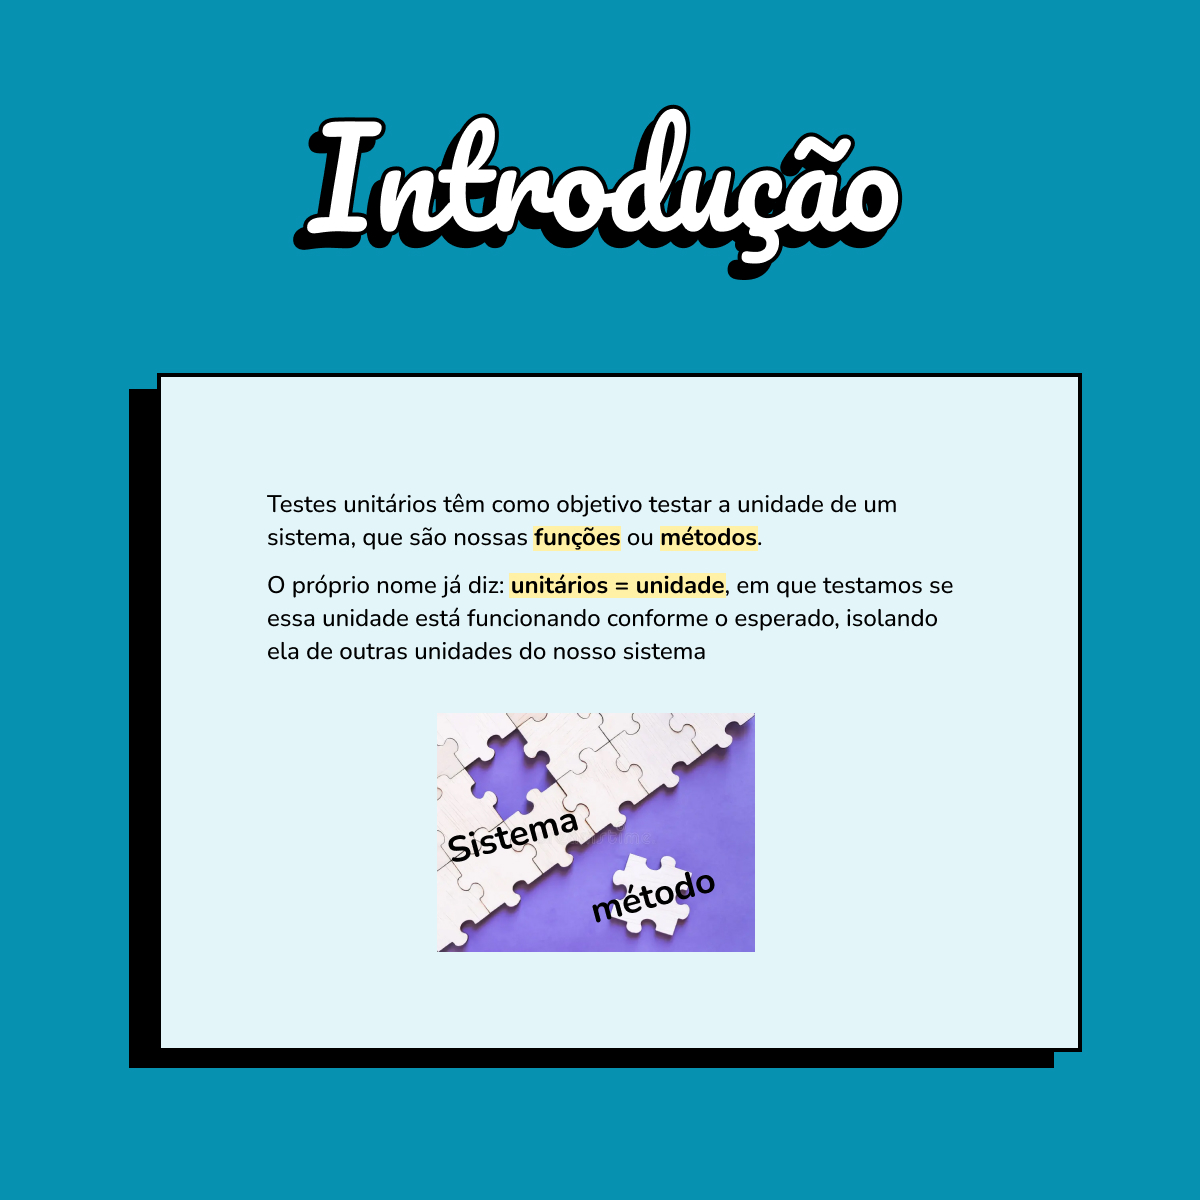 Introdução
Testes unitários têm como objetivo testar a unidade de um
sistema, que são nossas funções ou métodos.
O próprio nome já diz: unitários = unidade, em que testamos se
essa unidade está funcionando conforme o esperado, isolando
ela de outras unidades do nosso sistema
Sistema
método